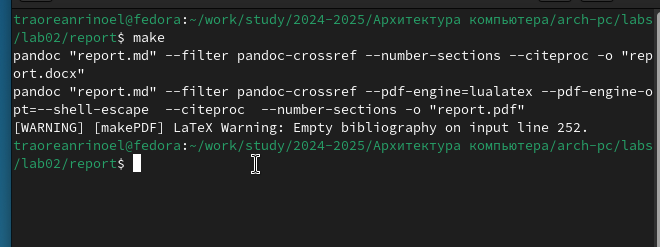 traoreanrinoel@fedora:~/work/study/2024-2025/Архитектура компьютера/arch-pc/labs
/lab02/report$ make
pandoc "report.md" --filter pandoc-crossref --number-sections --citeproc -o "rep
ort.docx"
pandoc "report.md" --filter pandoc-crossref --pdf-engine=lualatex --pdf-engine-o
pt=--shell-escape  --citeproc  --number-sections -o "report.pdf"
[WARNING] [makePDF] LaTeX Warning: Empty bibliography on input line 252.
traoreanrinoel@fedora:~/work/study/2024-2025/Архитектура компьютера/arch-pc/labs
/lab02/report$